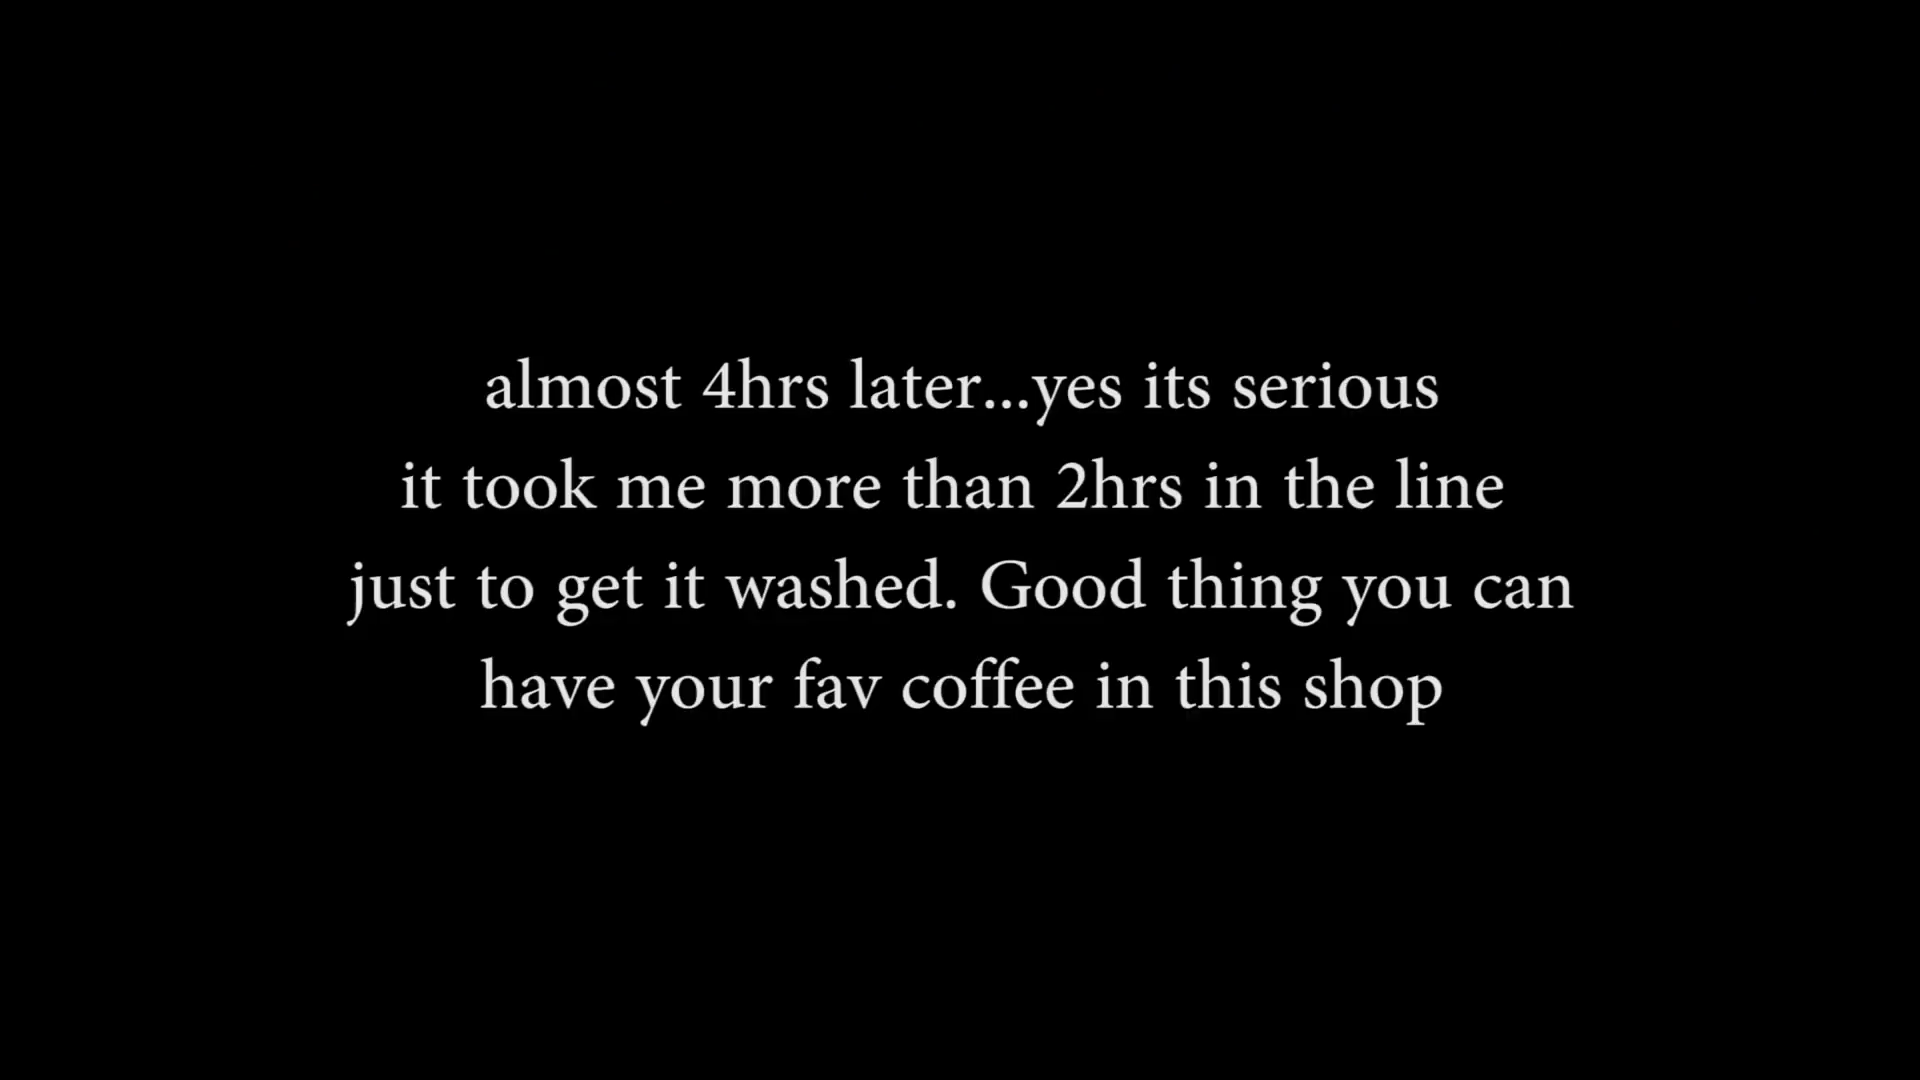 almost 4hrs later...yes its serious
it took me more than 2hrs in the line
just to get it washed. Good thing you can
have your fav coffee in this shop